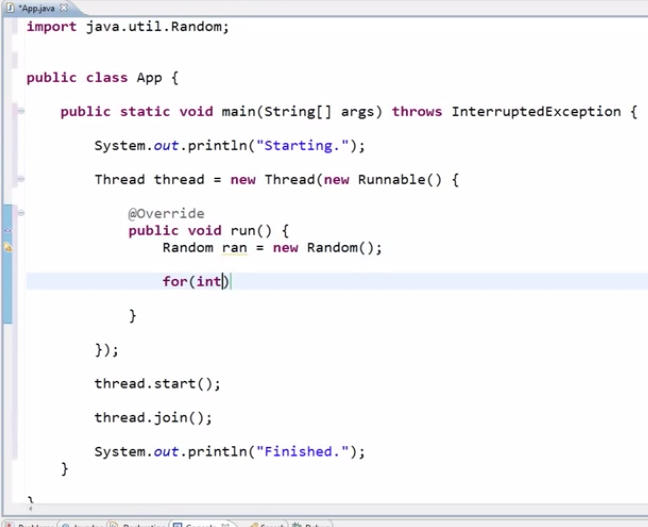 *App.java
import java.util.Random;
public class App {
public static void main(String[] args) throws InterruptedException {
System.out.println("Starting.");
Thread thread = new Thread(new Runnable() {
@Override
public void run() {
Random ran = new Random();
for(int)
}
});
thread.start();
thread.join();
System.out.println("Finished.");
}
}